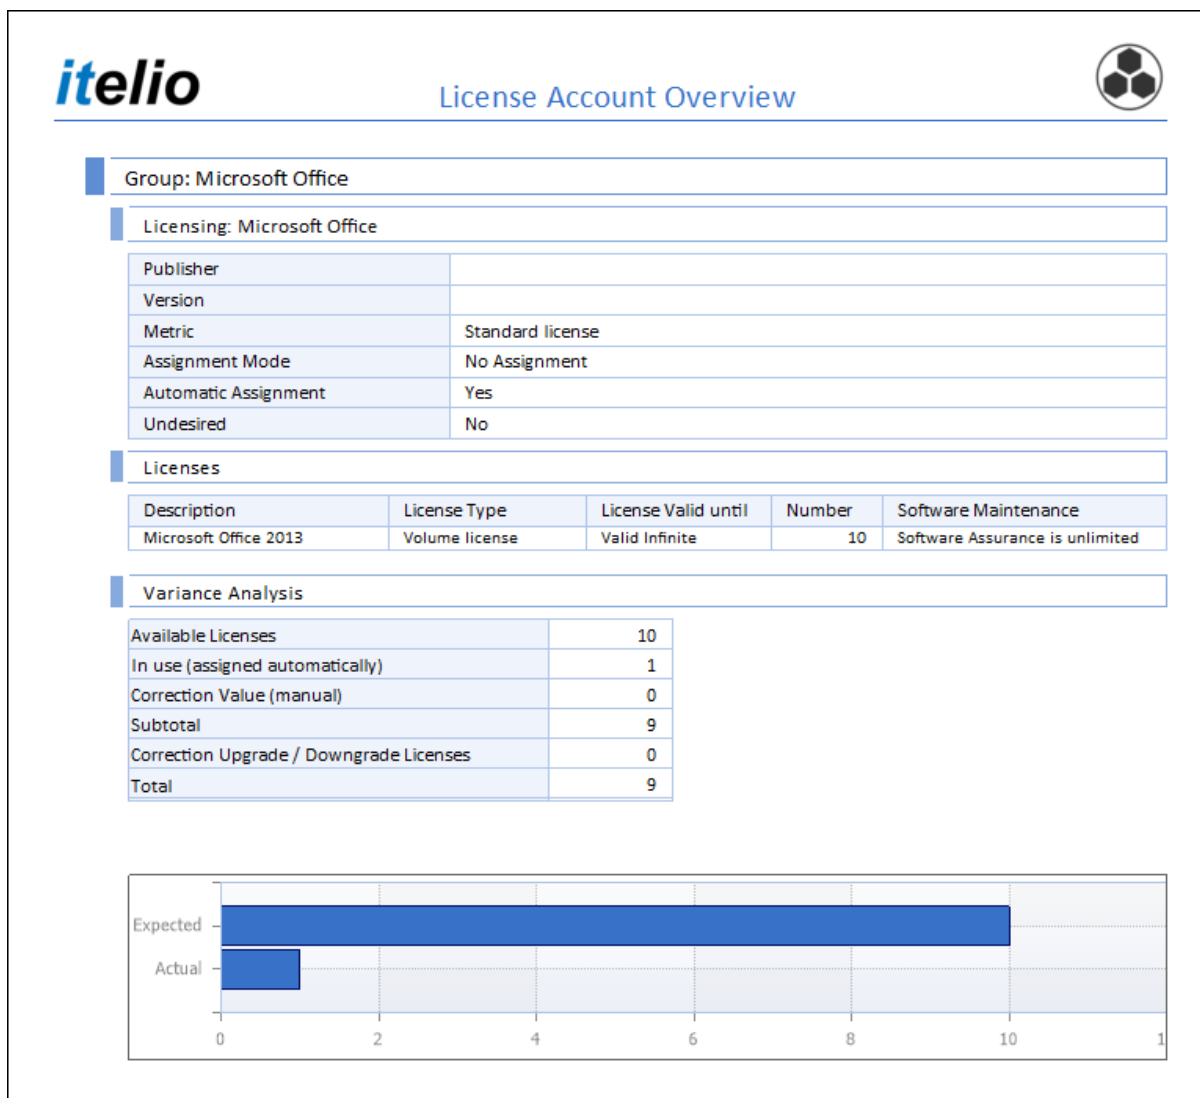 itelio
License Account Overview
Group: Microsoft Office
Licensing: Microsoft Office
Publisher
Version
Metric Standard license
Assignment Mode No Assignment
Automatic Assignment Yes
Undesired No
Licenses
Description License Type License Valid until Number Software Maintenance
Microsoft Office 2013 Volume license Valid Infinite 10 Software Assurance is unlimited
Variance Analysis
Available Licenses 10
In use (assigned automatically) 1
Correction Value (manual) 0
Subtotal 9
Correction Upgrade / Downgrade Licenses 0
Total 9
Expected
Actual
0 2 4 6 8 10 1